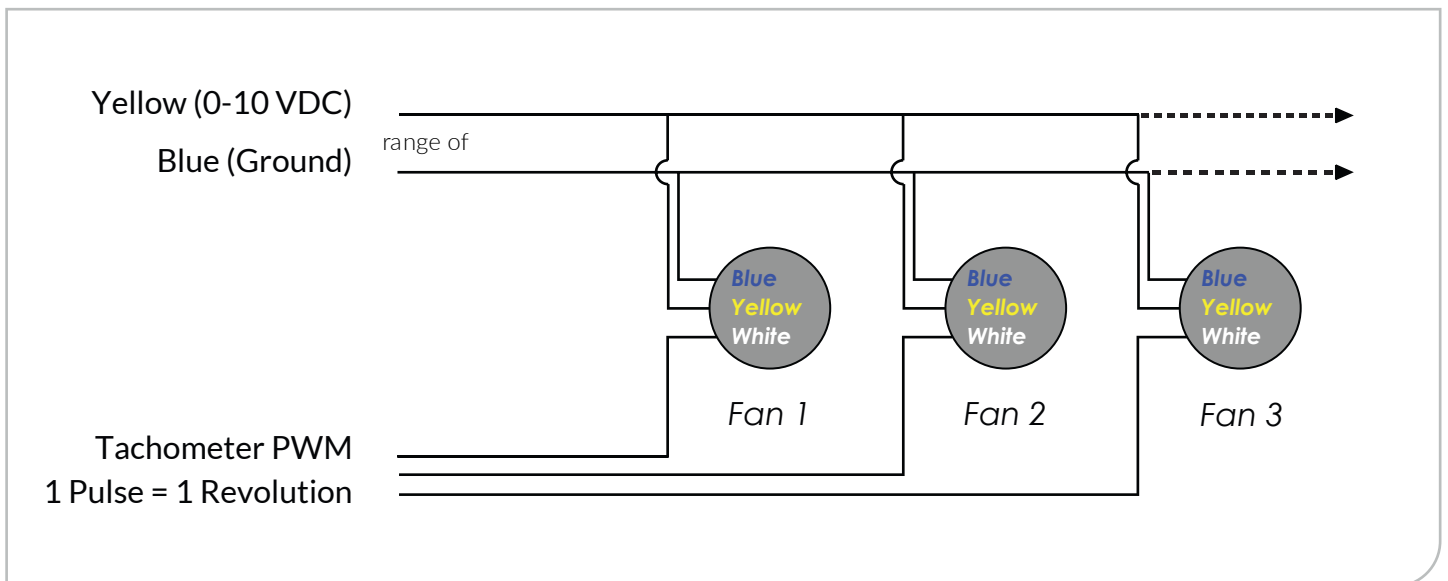 Yellow (0-10 VDC)
range of
Blue (Ground)
Blue
Yellow
White
Fan 1
Blue
Yellow
White
Fan 2
Blue
Yellow
White
Fan 3
Tachometer PWM
1 Pulse = 1 Revolution